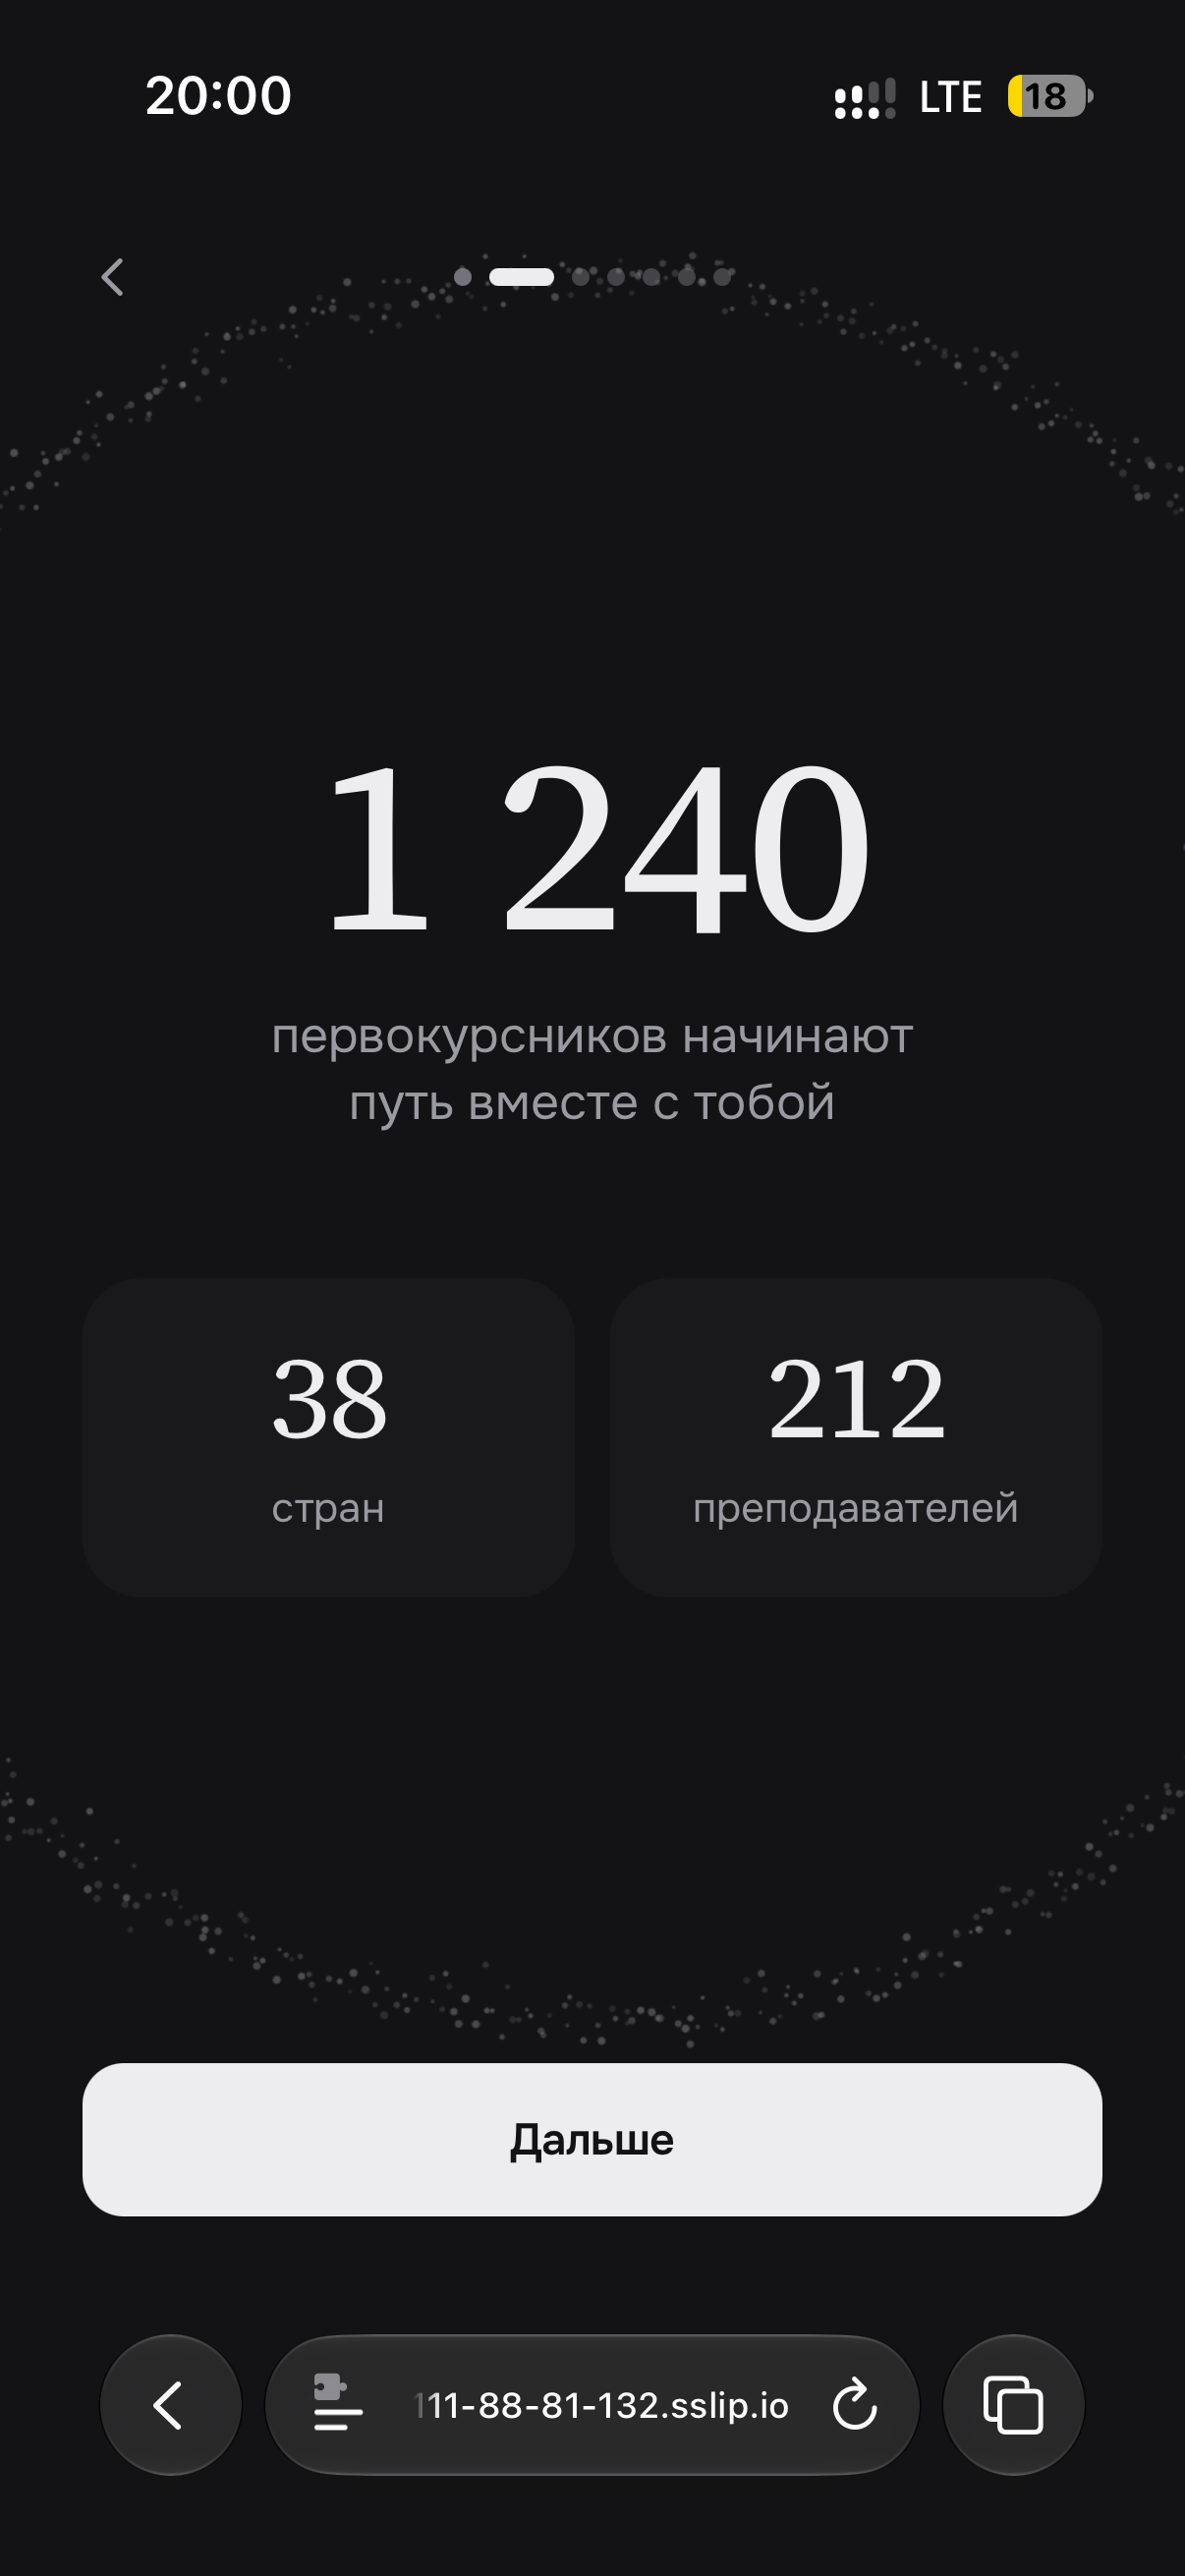 20:00 LTE 18
1 240
первокурсников начинают
путь вместе с тобой
38 212
стран преподавателей
Дальше
111-88-81-132.sslip.io